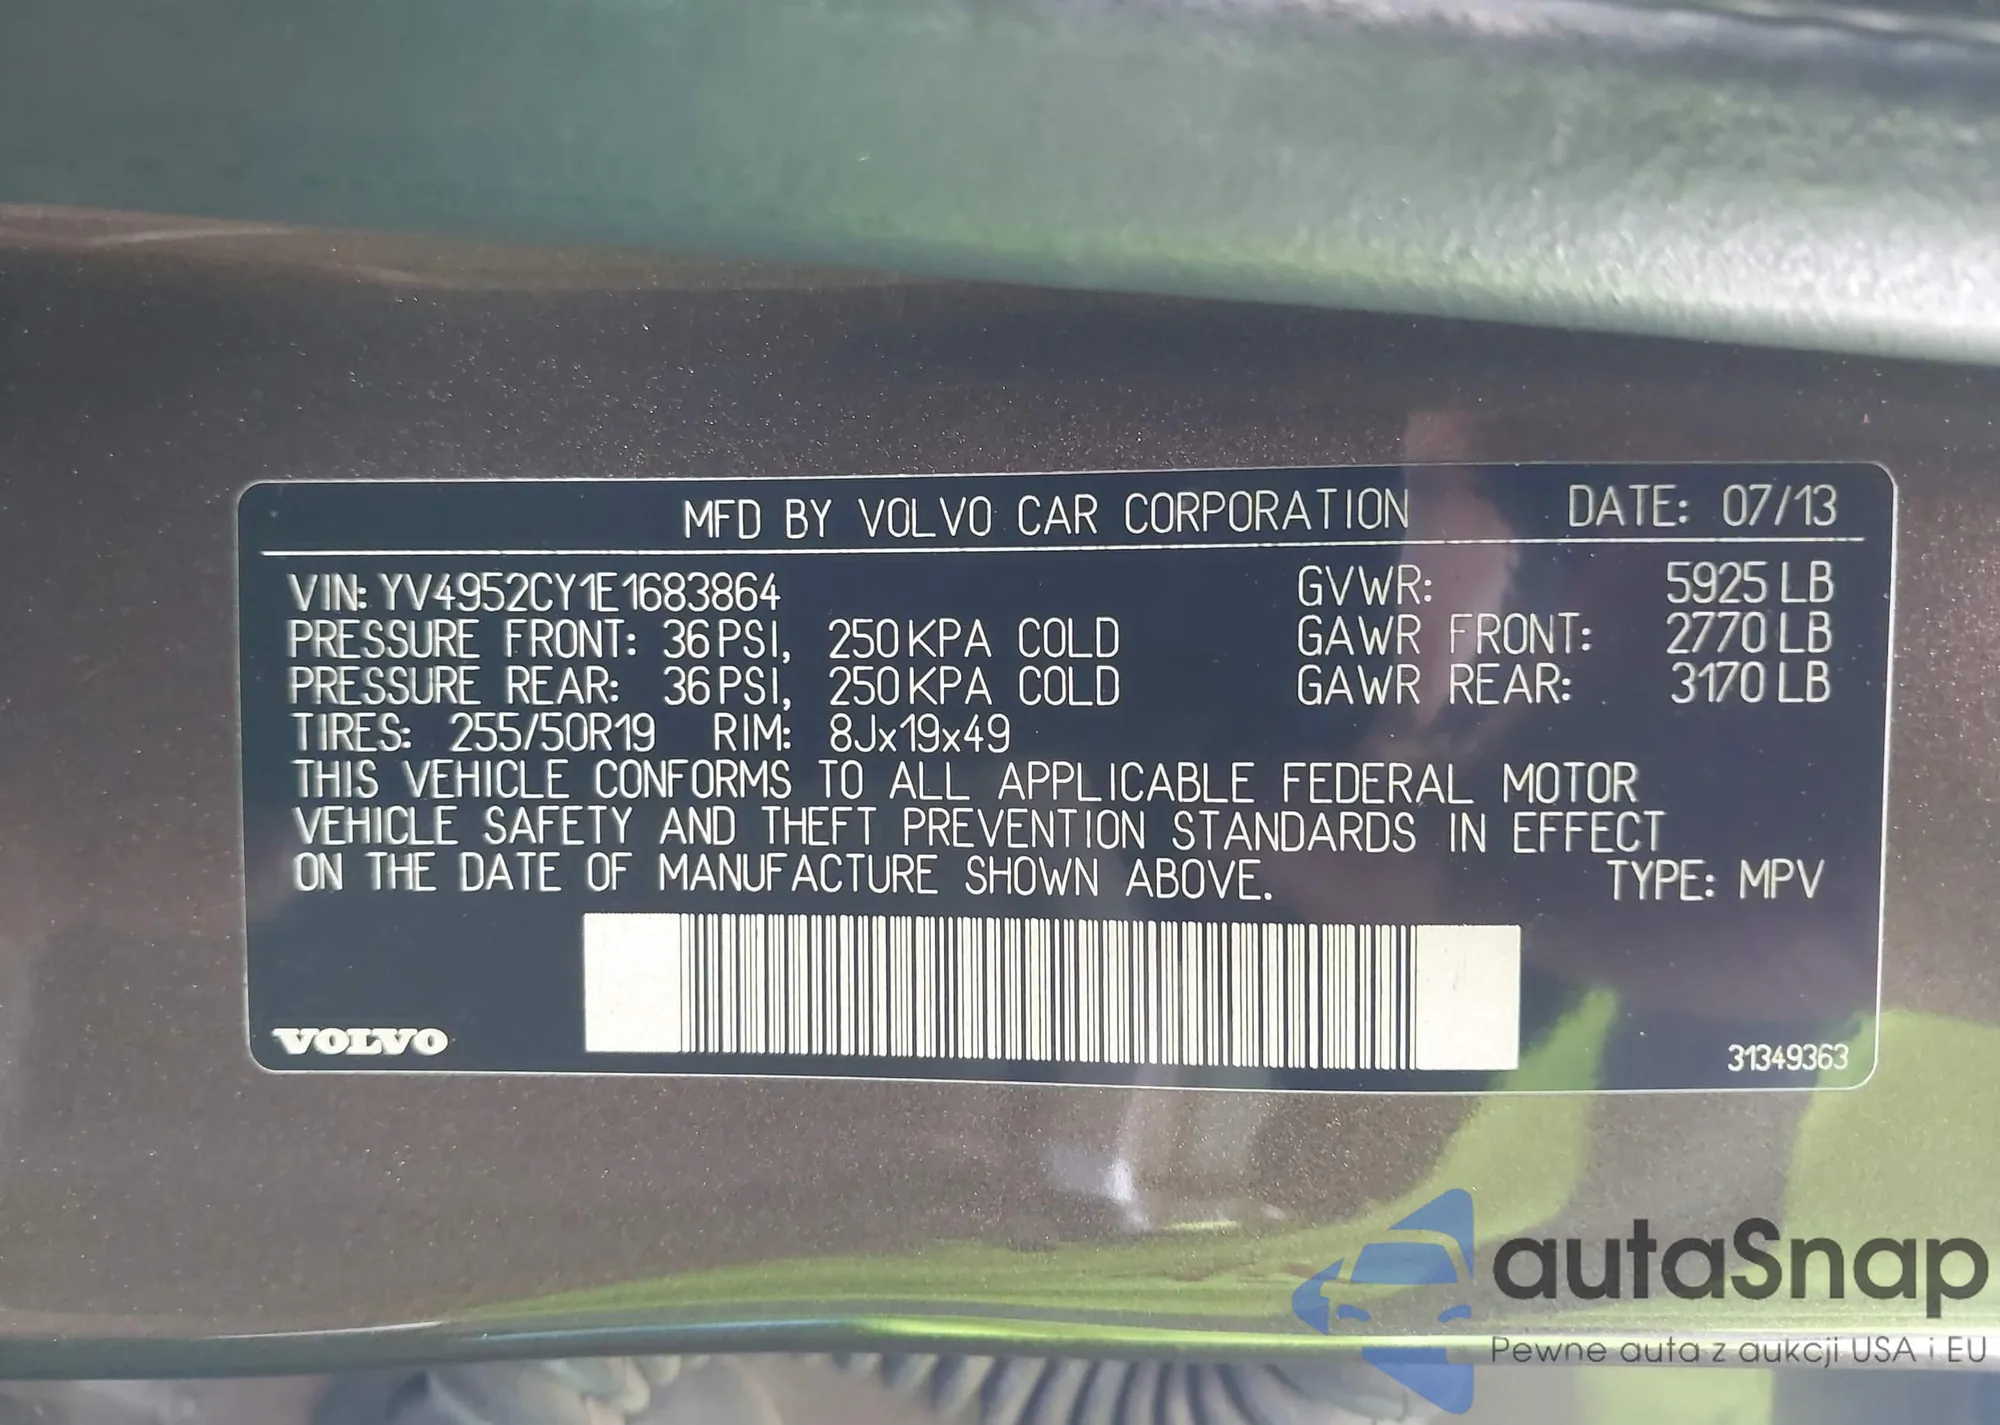 MFD BY VOLVO CAR CORPORATION DATE: 07/13
VIN: YV4952CY1E1683864 GVWR: 5925 LB
PRESSURE FRONT: 36 PSI, 250 KPA COLD GAWR FRONT: 2770 LB
PRESSURE REAR: 36 PSI, 250 KPA COLD GAWR REAR: 3170 LB
TIRES: 255/50R19 RIM: 8Jx19x49
THIS VEHICLE CONFORMS TO ALL APPLICABLE FEDERAL MOTOR
VEHICLE SAFETY AND THEFT PREVENTION STANDARDS IN EFFECT
ON THE DATE OF MANUFACTURE SHOWN ABOVE. TYPE: MPV
VOLVO 31349363
autaSnap
Pewne auta z aukcji USA i EU